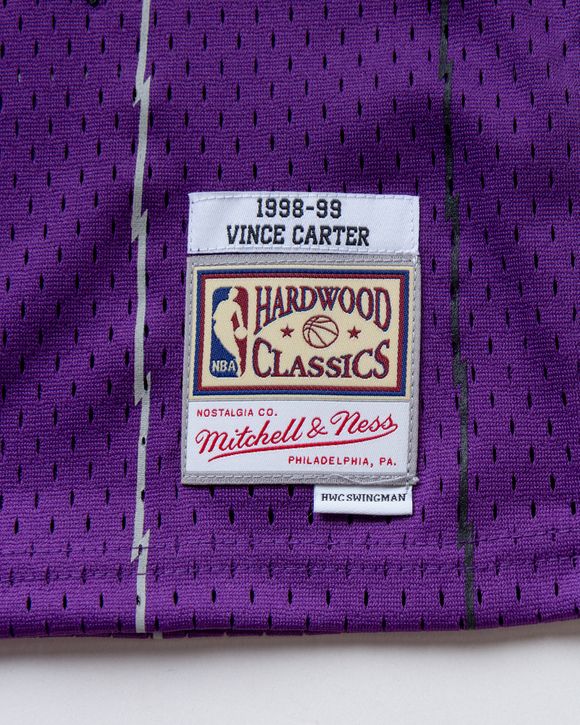 1998-99
VINCE CARTER
HARDWOOD
NBA
CLASSICS
NOSTALGIA CO.
Mitchell & Ness
PHILADELPHIA, PA.
HWC SWINGMAN